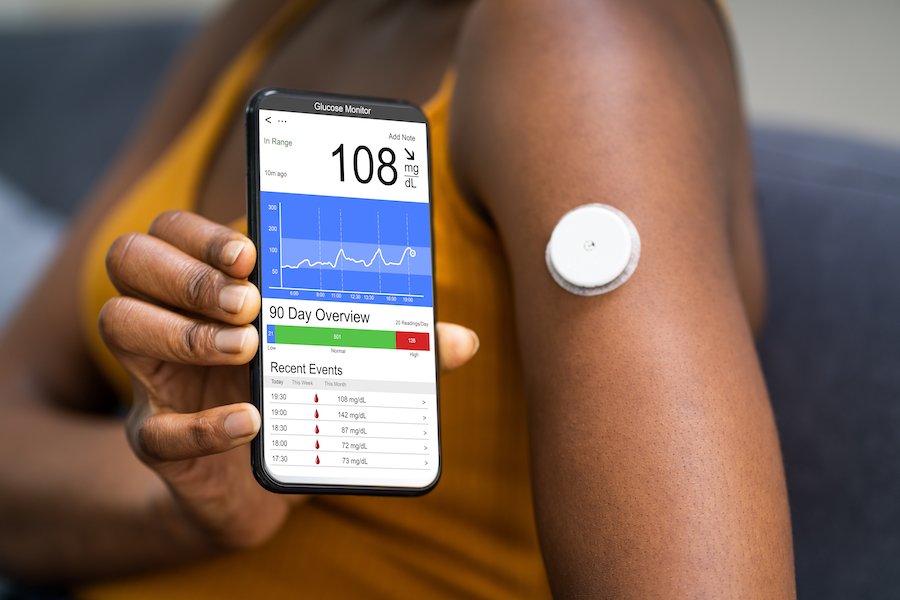 Glucose Monitor
< ...
Add Note
In Range
108 mg/dL
10m ago
300
200
100
50
6:00 9:00 11:00 12:30 13:30 16:00 19:00
90 Day Overview
20 Readings/Day
21 501 126
Low Normal High
Recent Events
Today This Week This Month
19:30 108 mg/dL >
19:00 142 mg/dL >
18:30 87 mg/dL >
18:00 72 mg/dL >
17:30 73 mg/dL >